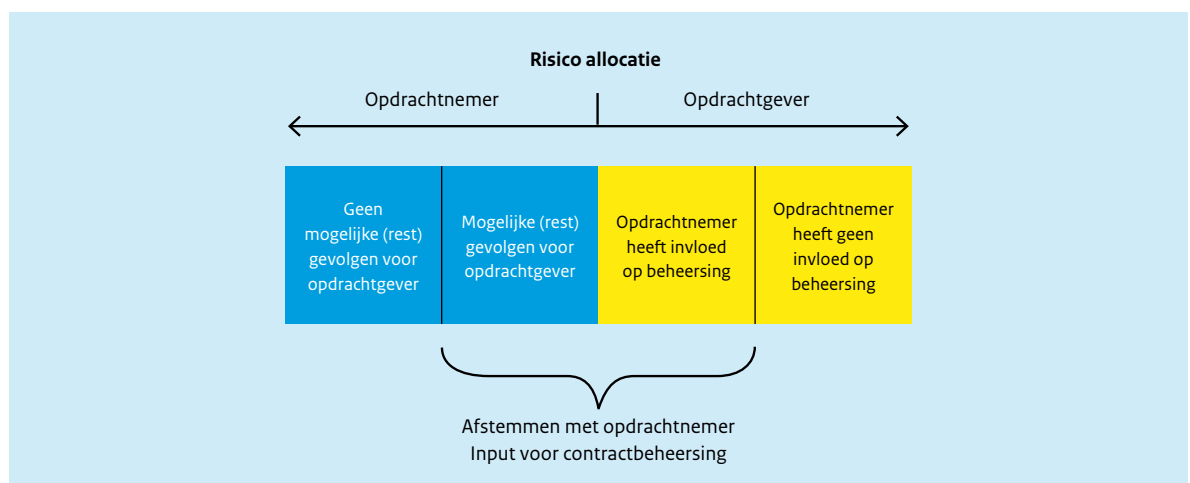 Risico allocatie
Opdrachtnemer
Opdrachtgever
Geen
mogelijke (rest)
gevolgen voor
opdrachtgever
Mogelijke (rest)
gevolgen voor
opdrachtgever
Opdrachtnemer
heeft invloed
op beheersing
Opdrachtnemer
heeft geen
invloed op
beheersing
Afstemmen met opdrachtnemer
Input voor contractbeheersing